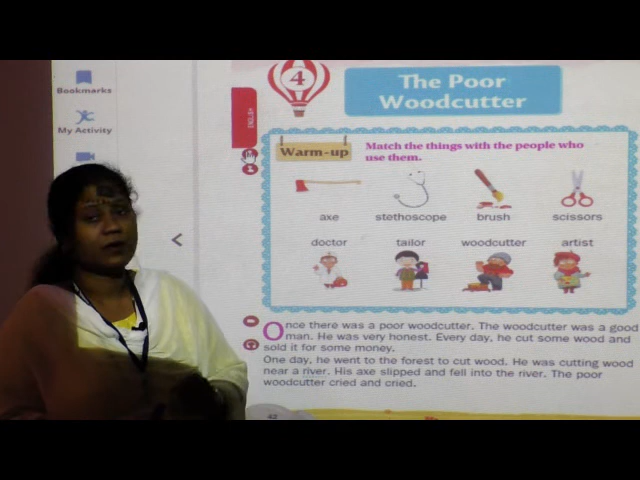 Bookmarks
My Activity
4
The Poor
Woodcutter
Warm-up
Match the things with the people who
use them.
axe stethoscope brush scissors
doctor tailor woodcutter artist
Once there was a poor woodcutter. The woodcutter was a good
man. He was very honest. Every day, he cut some wood and
sold it for some money.
One day, he went to the forest to cut wood. He was cutting wood
near a river. His axe slipped and fell into the river. The poor
woodcutter cried and cried.
42